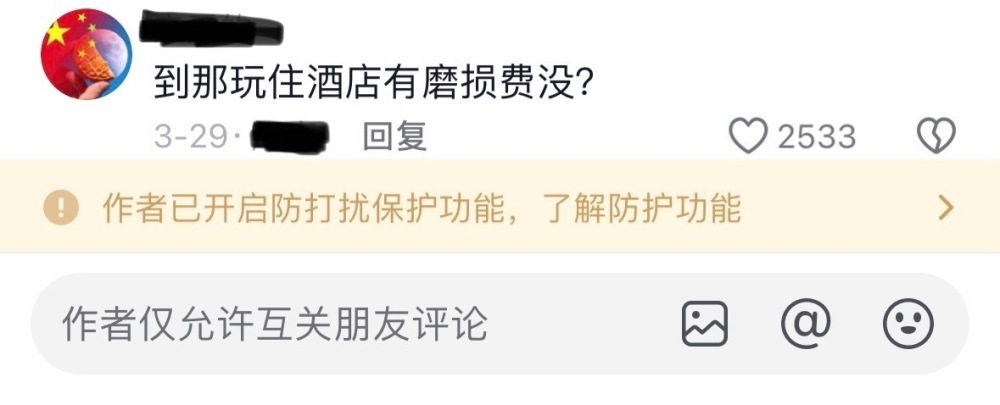 到那玩住酒店有磨损费没？
3-29· 回复 2533
作者已开启防打扰保护功能，了解防护功能
作者仅允许互关朋友评论